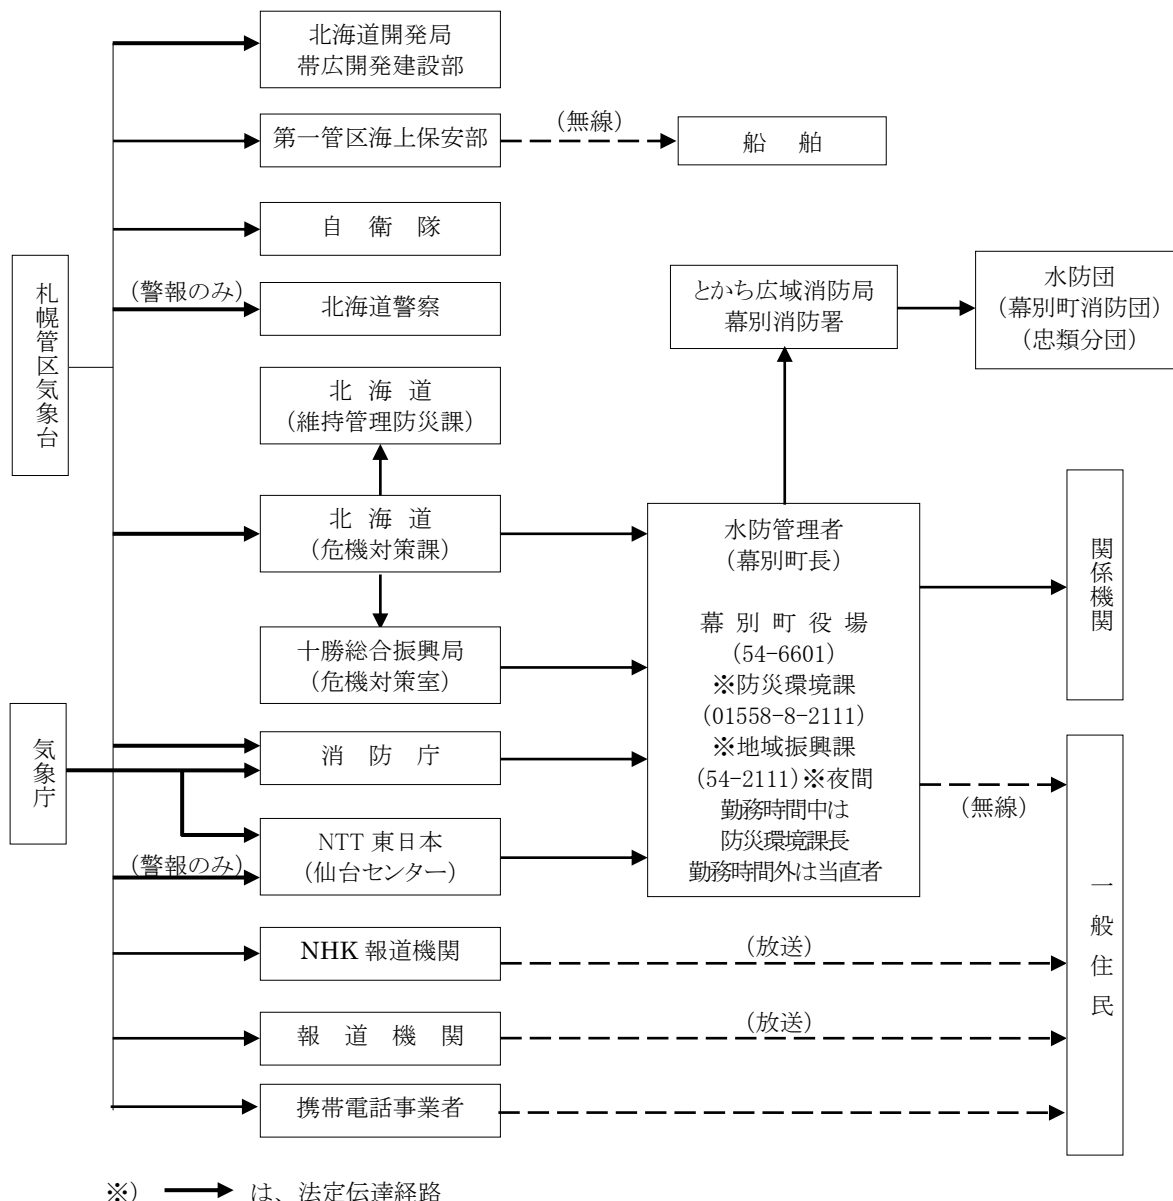 北海道開発局
帯広開発建設部
第一管区海上保安部
(無線)
船　舶
自　衛　隊
札幌管区気象台
(警報のみ)
北海道警察
とかち広域消防局
幕別消防署
水防団
(幕別町消防団)
(忠類分団)
北　海　道
(維持管理防災課)
北　海　道
(危機対策課)
水防管理者
(幕別町長)
幕 別 町 役 場
(54-6601)
※防災環境課
(01558-8-2111)
※地域振興課
(54-2111)※夜間
勤務時間中は
防災環境課長
勤務時間外は当直者
関係機関
十勝総合振興局
(危機対策室)
気象庁
消　防　庁
(無線)
NTT 東日本
(仙台センター)
(警報のみ)
一般住民
NHK 報道機関
(放送)
報　道　機　関
(放送)
携帯電話事業者
※) は、法定伝達経路